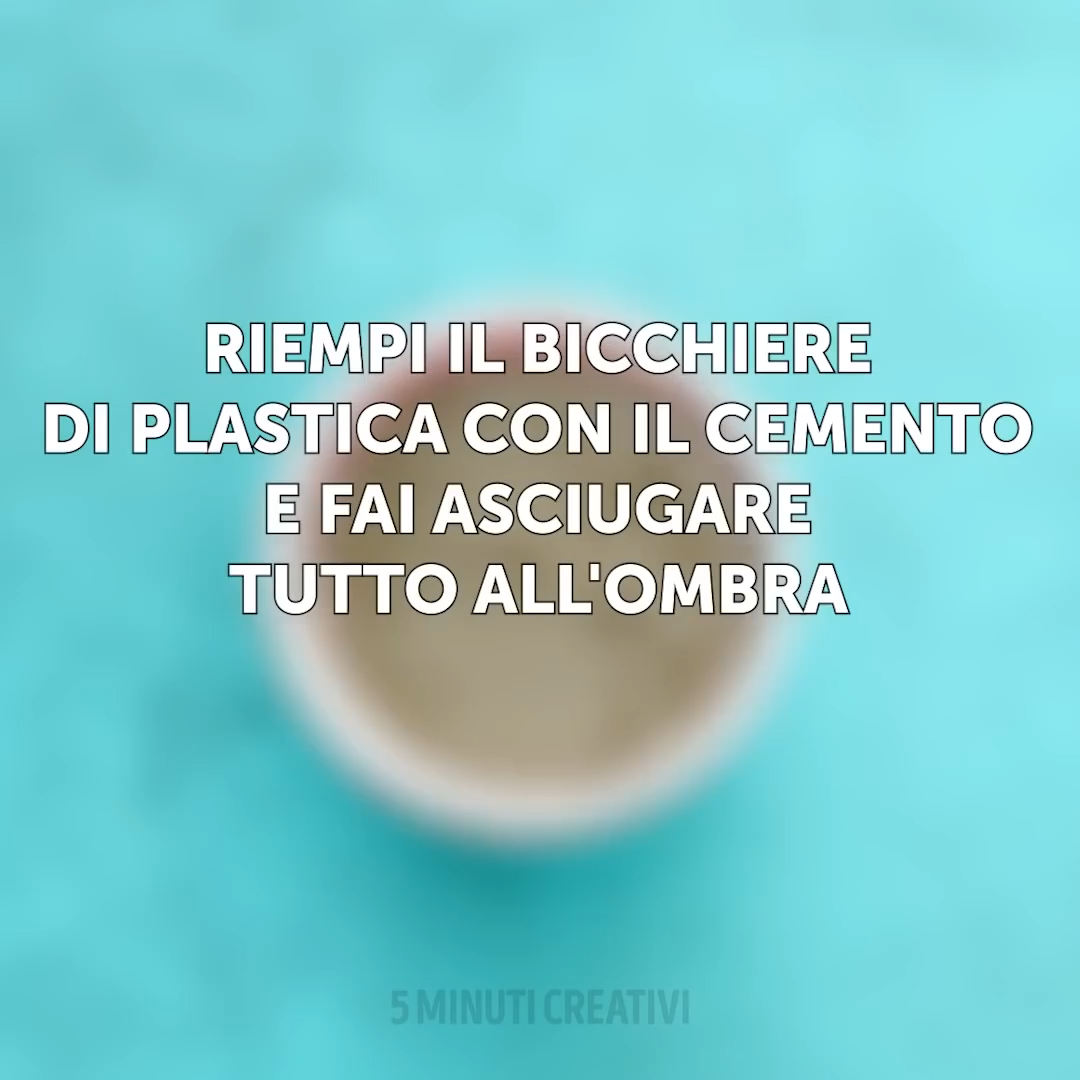 RIEMPI IL BICCHIERE
DI PLASTICA CON IL CEMENTO
E FAI ASCIUGARE
TUTTO ALL'OMBRA
5 MINUTI CREATIVI